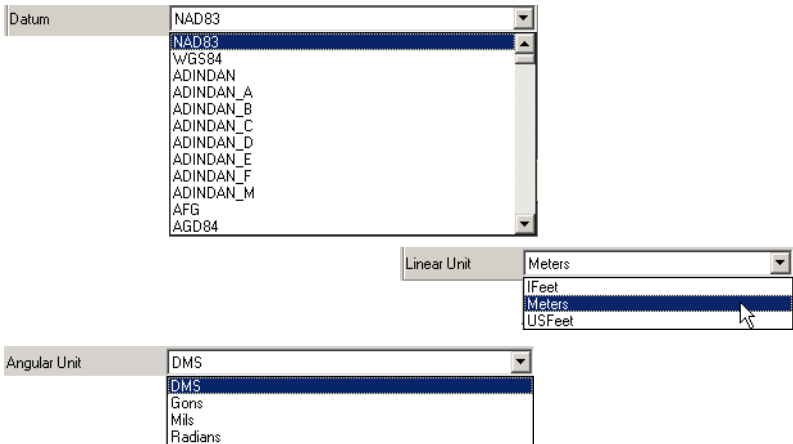 Datum NAD83
NAD83
WGS84
ADINDAN
ADINDAN_A
ADINDAN_B
ADINDAN_C
ADINDAN_D
ADINDAN_E
ADINDAN_F
ADINDAN_M
AFG
AGD84
Linear Unit Meters
IFeet
Meters
USFeet
Angular Unit DMS
DMS
Gons
Mils
Radians